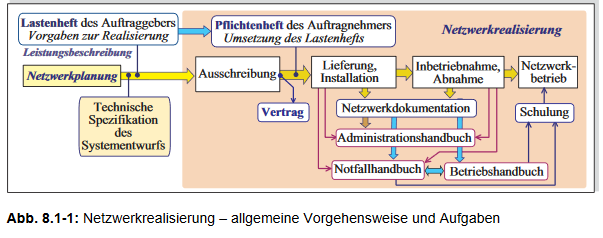 Lastenheft des Auftraggebers
Vorgaben zur Realisierung
Pflichtenheft des Auftragnehmers
Umsetzung des Lastenhefts
Netzwerkrealisierung
Leistungsbeschreibung
Netzwerkplanung
Ausschreibung
Lieferung,
Installation
Inbetriebnahme,
Abnahme
Netzwerk-
betrieb
Technische
Spezifikation
des
Systementwurfs
Vertrag
Netzwerkdokumentation
Schulung
Administrationshandbuch
Notfallhandbuch
Betriebshandbuch
Abb. 8.1-1: Netzwerkrealisierung – allgemeine Vorgehensweise und Aufgaben